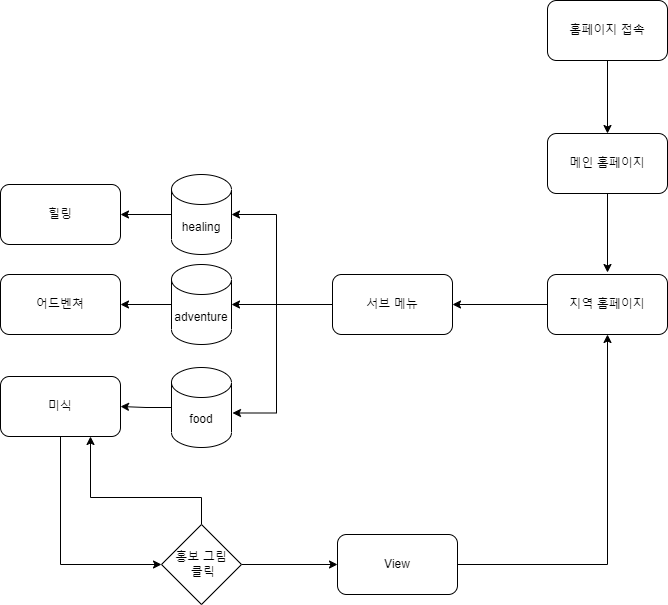 홈페이지 접속
메인 홈페이지
힐링
healing
어드벤쳐
adventure
서브 메뉴
지역 홈페이지
미식
food
홍보 그림
클릭
View